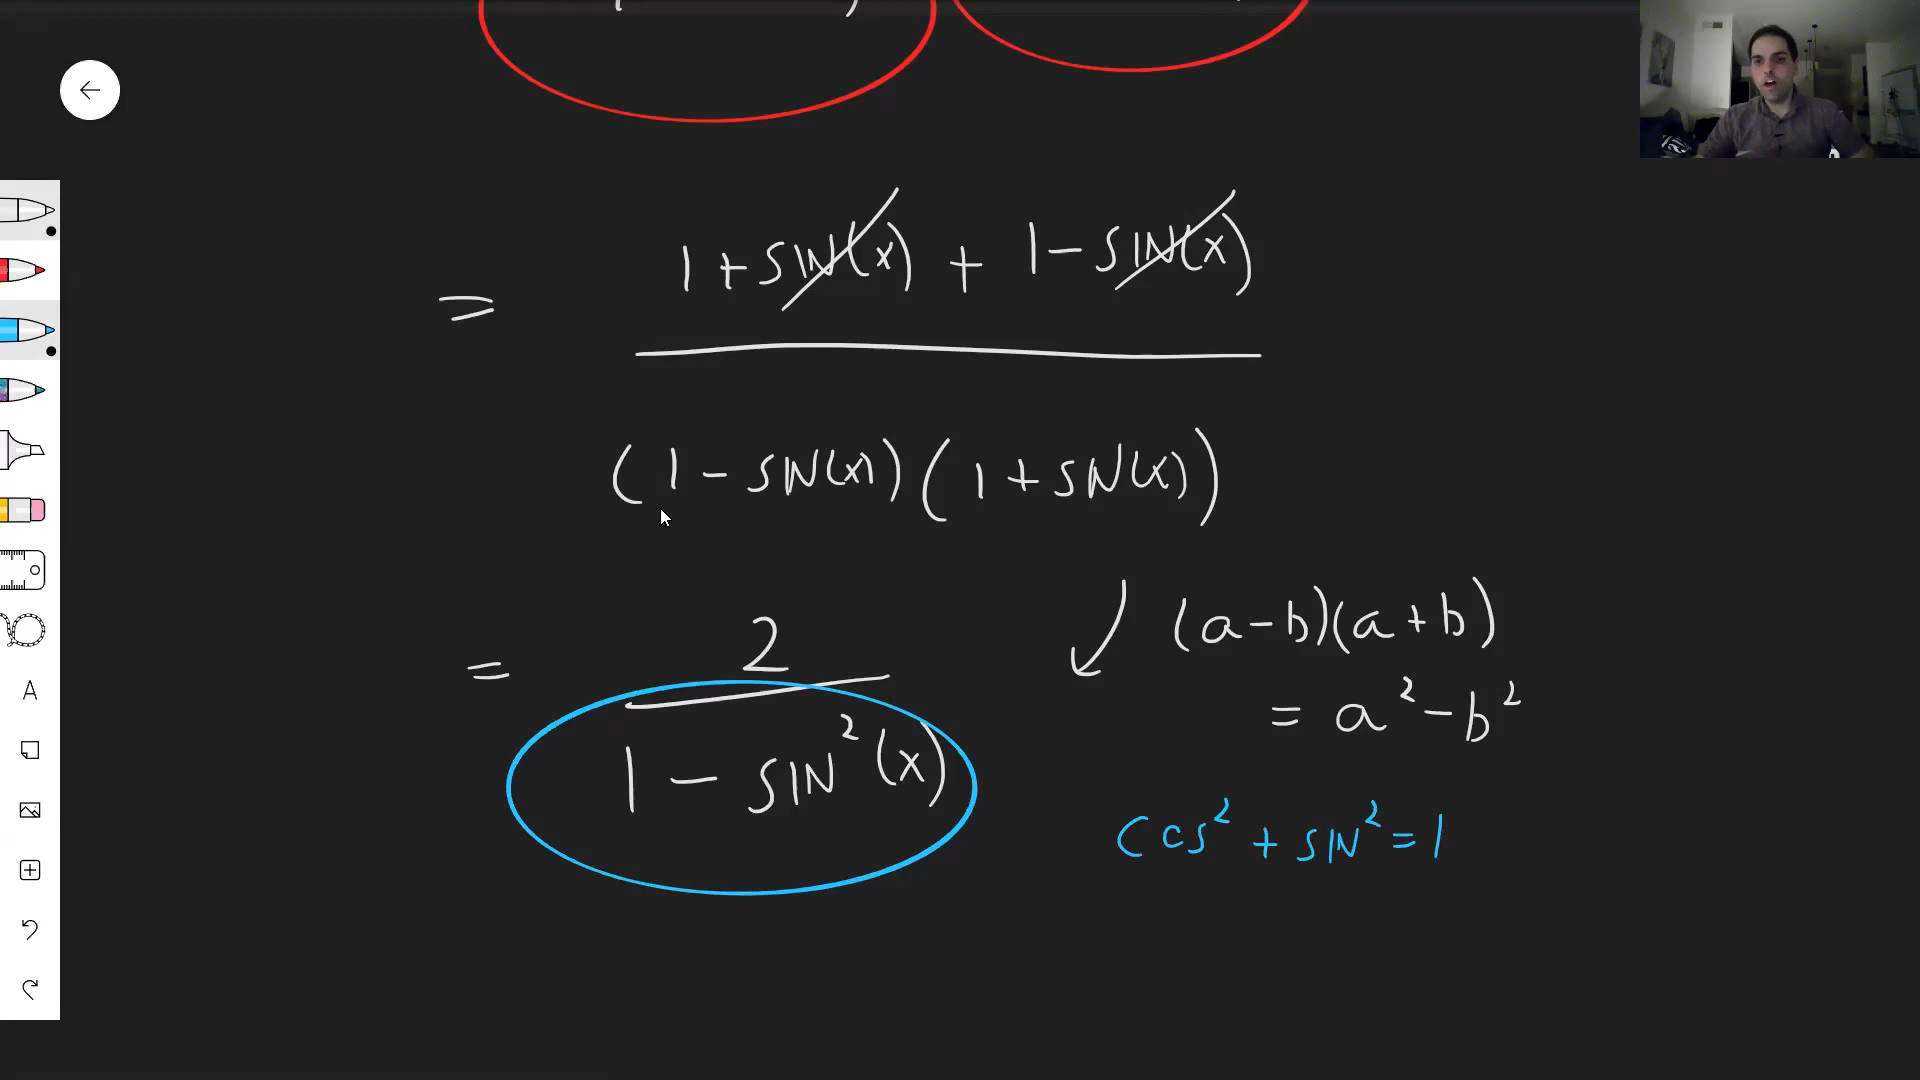 = 1 + SIN(x) + 1 - SIN(x)
(1 - SIN(x))(1 + SIN(x))
= 2
1 - SIN²(x)
(a - b)(a + b)
= a² - b²
COS² + SIN² = 1
A